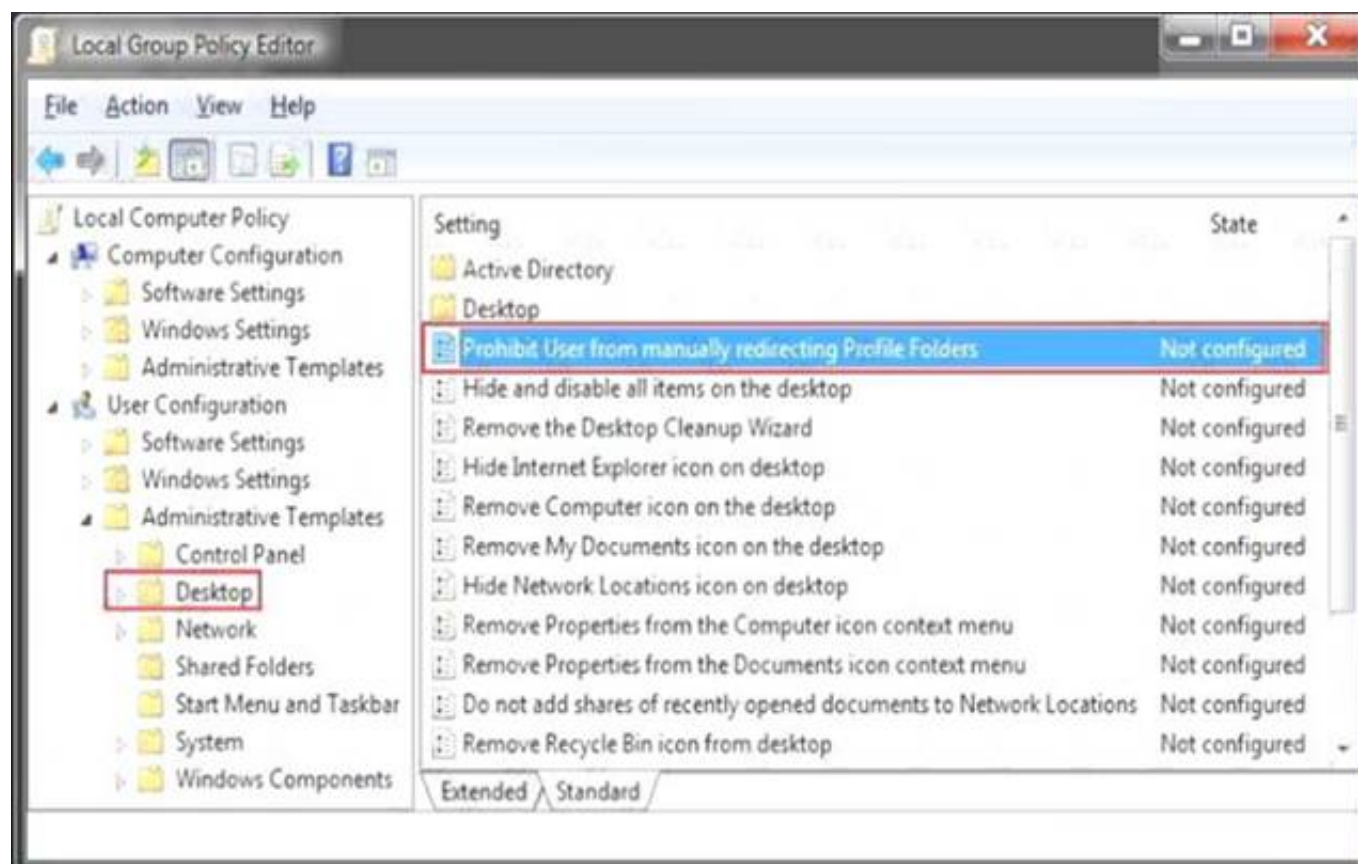 Local Group Policy Editor
File Action View Help
Local Computer Policy
Computer Configuration
Software Settings
Windows Settings
Administrative Templates
User Configuration
Software Settings
Windows Settings
Administrative Templates
Control Panel
Desktop
Network
Shared Folders
Start Menu and Taskbar
System
Windows Components
Setting State
Active Directory
Desktop
Prohibit User from manually redirecting Profile Folders Not configured
Hide and disable all items on the desktop Not configured
Remove the Desktop Cleanup Wizard Not configured
Hide Internet Explorer icon on desktop Not configured
Remove Computer icon on the desktop Not configured
Remove My Documents icon on the desktop Not configured
Hide Network Locations icon on desktop Not configured
Remove Properties from the Computer icon context menu Not configured
Remove Properties from the Documents icon context menu Not configured
Do not add shares of recently opened documents to Network Locations Not configured
Remove Recycle Bin icon from desktop Not configured
Extended Standard